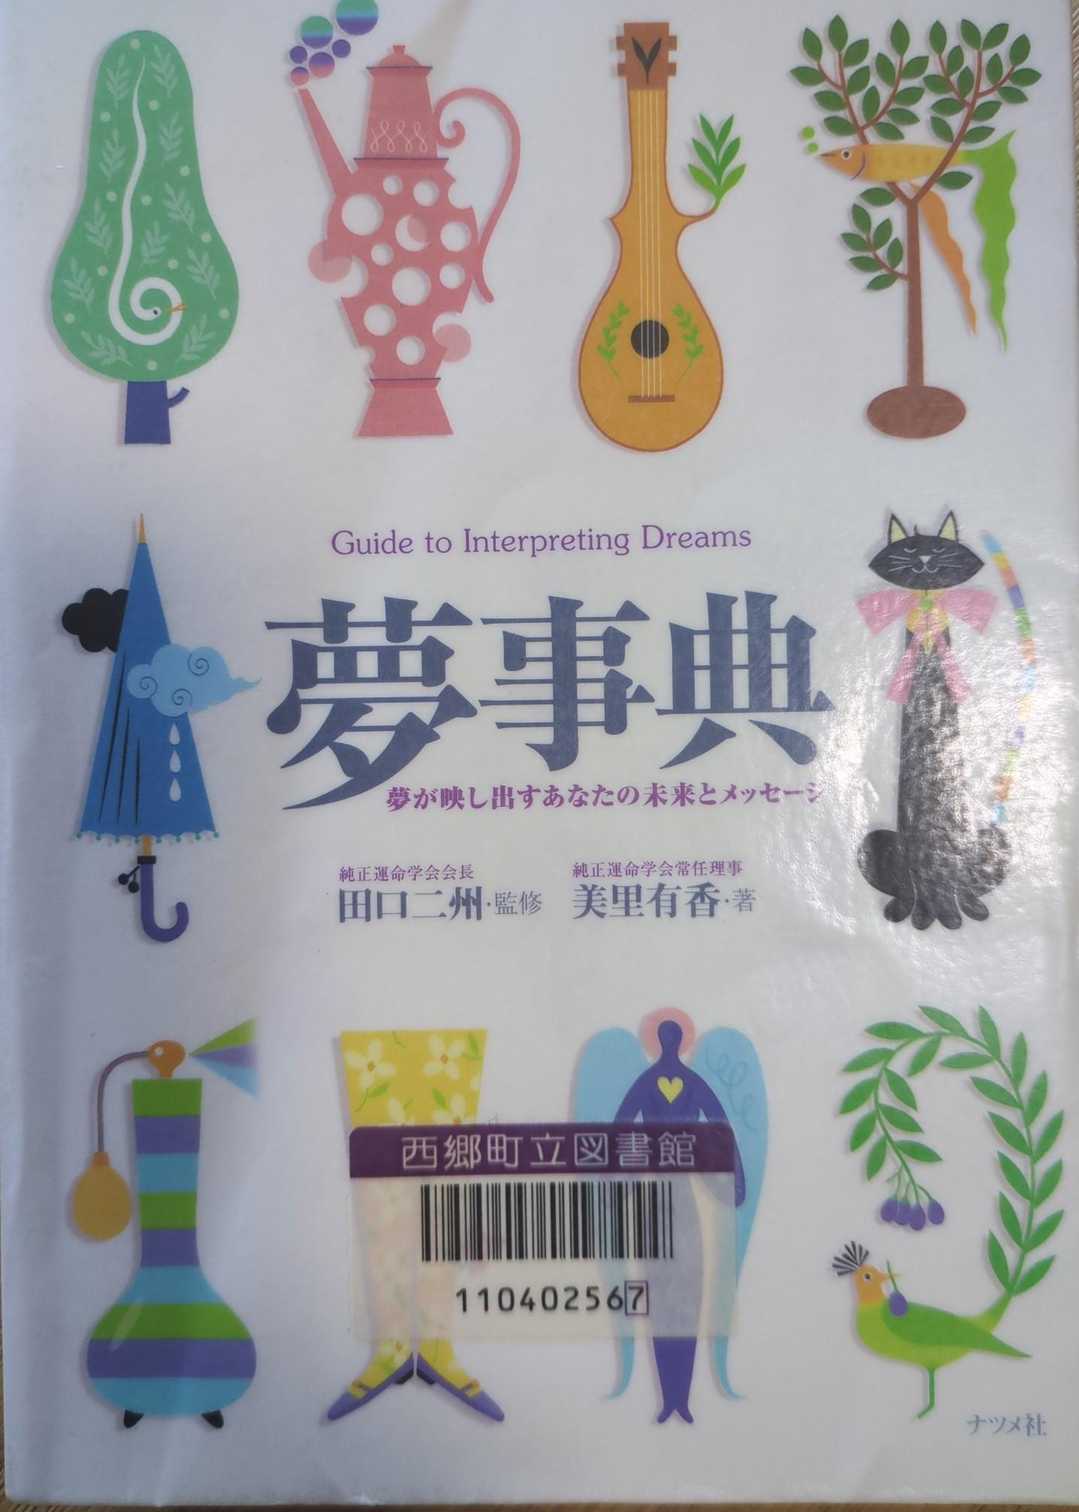 Guide to Interpreting Dreams
夢事典
夢が映し出すあなたの未来とメッセージ
純正運命学会会長
田口二州・監修
純正運命学会常任理事
美里有香・著
西郷町立図書館
110402567
ナツメ社